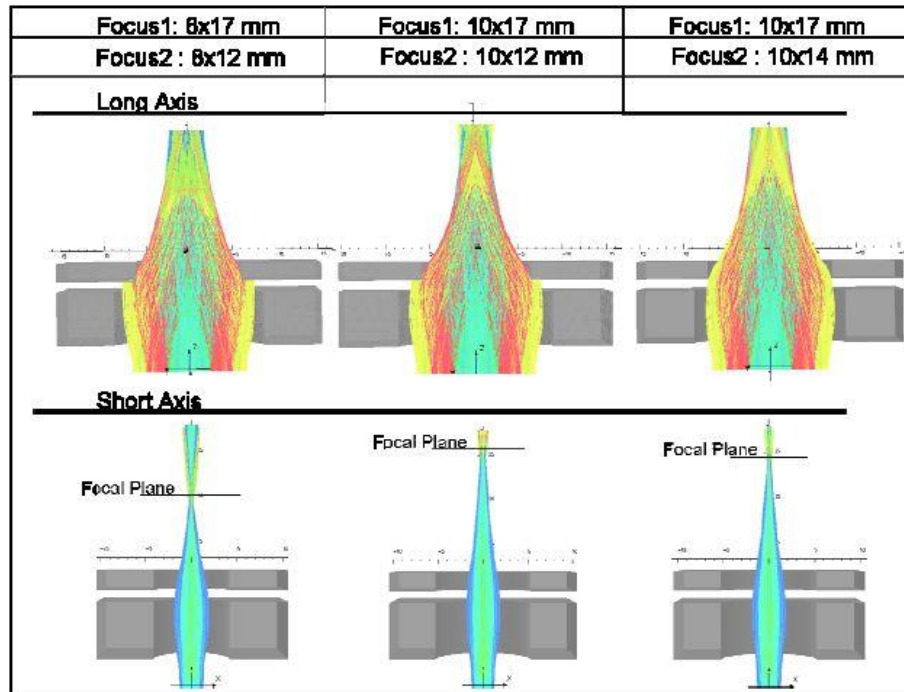 Focus1: 8x17 mm
Focus2 : 8x12 mm
Focus1: 10x17 mm
Focus2 : 10x12 mm
Focus1: 10x17 mm
Focus2 : 10x14 mm
Long Axis
Z
Short Axis
Focal Plane
Focal Plane
Focal Plane
X
X
X